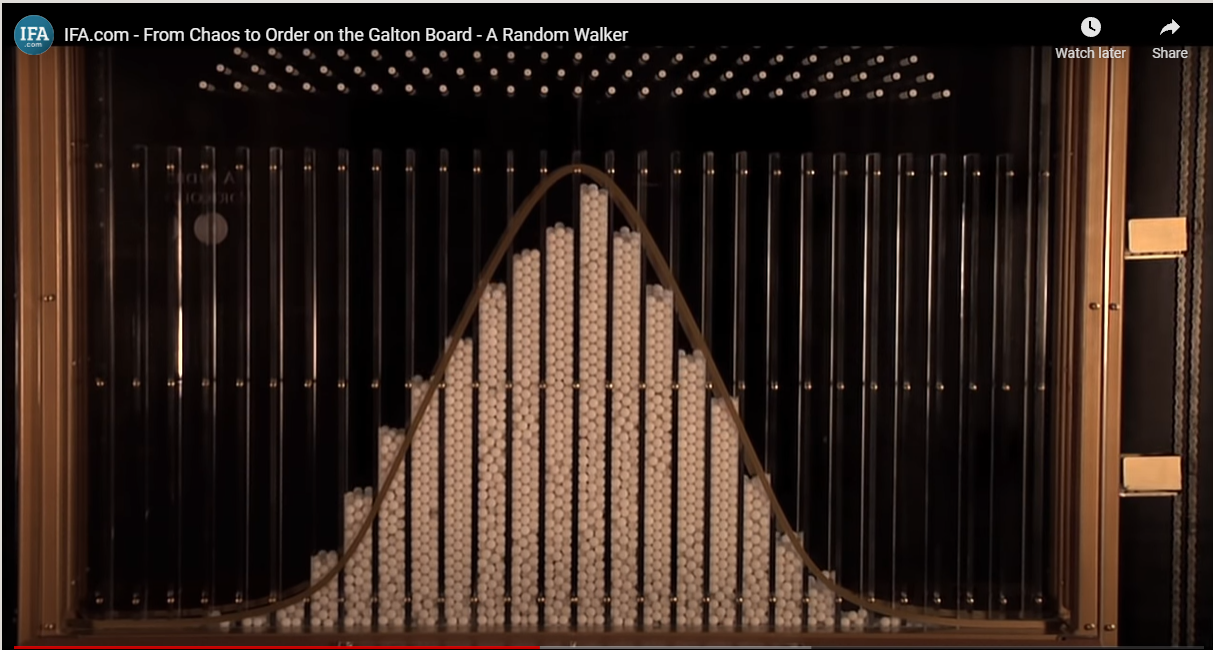 IFA
.com
IFA.com - From Chaos to Order on the Galton Board - A Random Walker
Watch later
Share